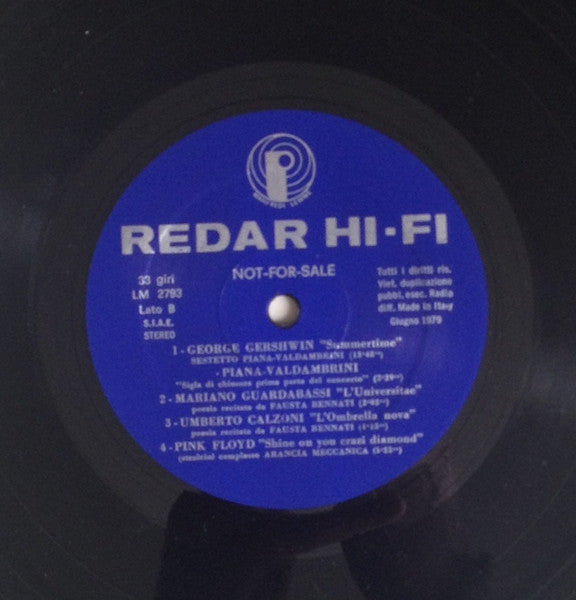 REDAR HI-FI
NOT-FOR-SALE
33 giri
LM 2793
Lato B
S.I.A.E.
STEREO
Tutti i diritti ris.
Viet. duplicazione
pubbl. esec. Radio
diff. Made in Italy
Giugno 1979
1 - GEORGE GERSHWIN "Summertime"
SESTETTO PIANA-VALDAMBRINI
- PIANA-VALDAMBRINI
"Sigla di chiusura prima parte del concerto"
2 - MARIANO GUARDABASSI "L'Universitae"
poesia recitata da FAUSTA BENNATI
3 - UMBERTO CALZONI "L'Ombrella nova"
poesia recitata da FAUSTA BENNATI
4 - PINK FLOYD "Shine on you crazi diamond"
(stralcio) complesso ARANCIA MECCANICA